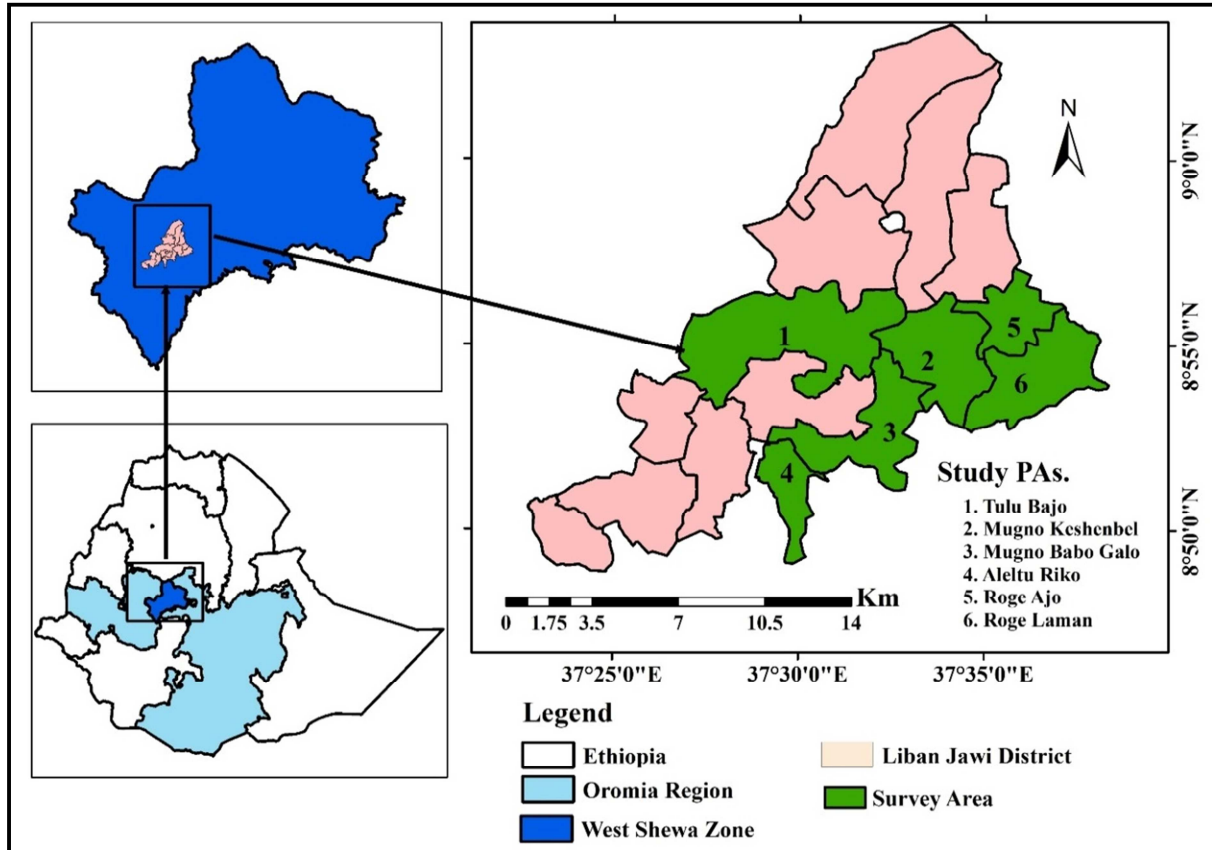 N
9°0'0"N
8°55'0"N
8°50'0"N
1
2
3
4
5
6
Study PAs.
1. Tulu Bajo
2. Mugno Keshenbel
3. Mugno Babo Galo
4. Aleltu Riko
5. Roge Ajo
6. Roge Laman
Km
0 1.75 3.5 7 10.5 14
37°25'0"E 37°30'0"E 37°35'0"E
Legend
Ethiopia
Oromia Region
West Shewa Zone
Liban Jawi District
Survey Area